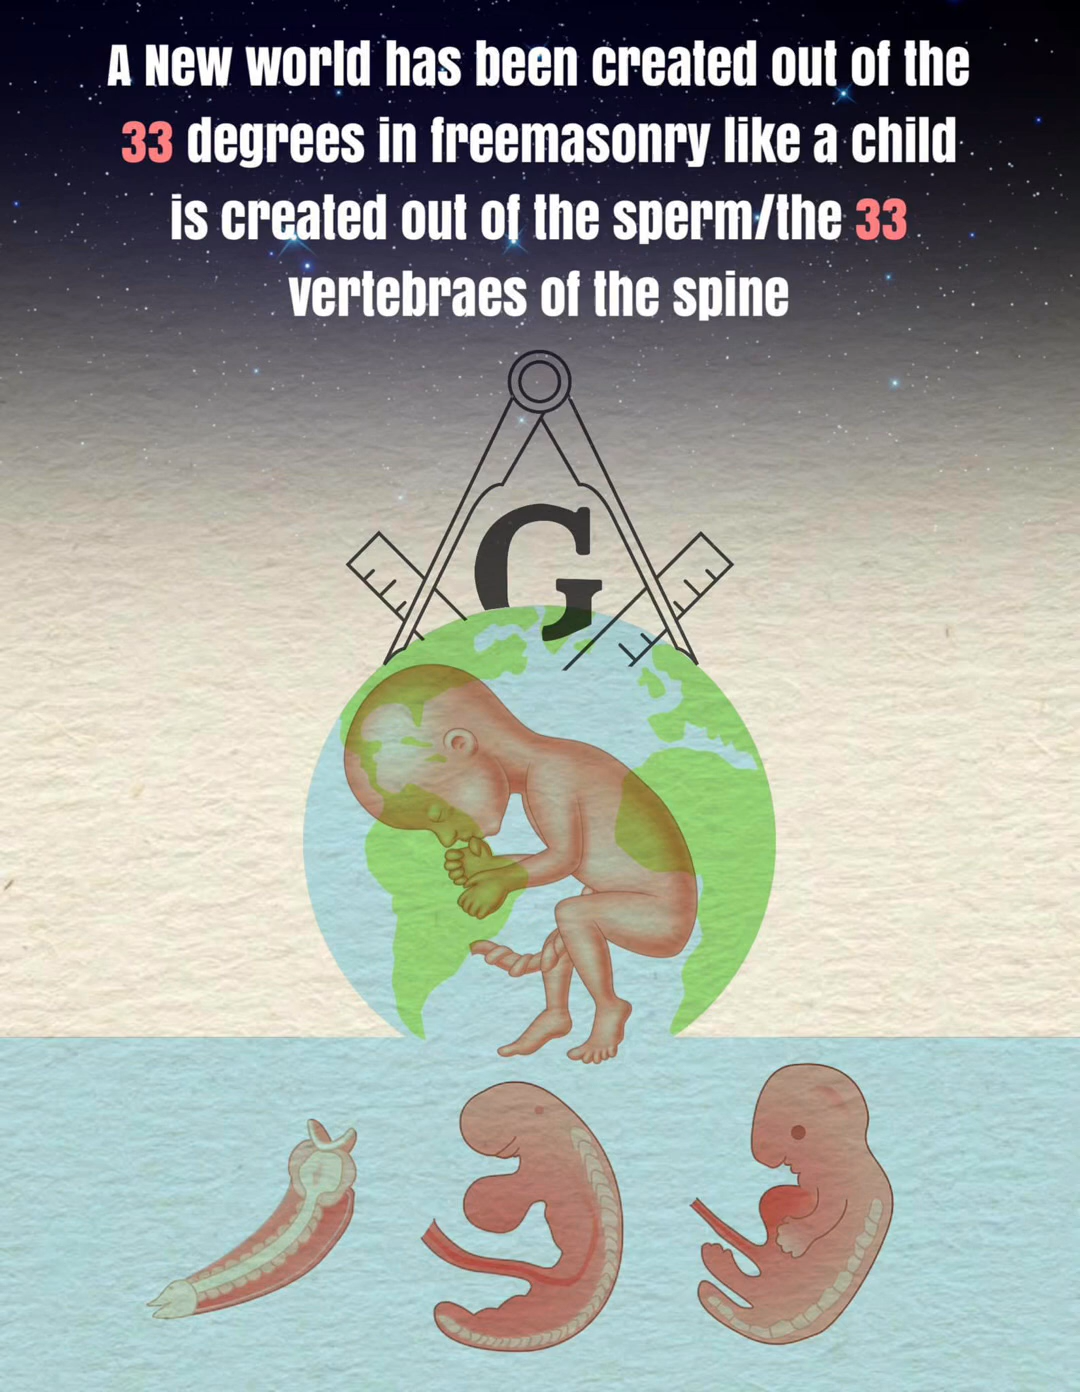 A New world has been created out of the
33 degrees in freemasonry like a child
is created out of the sperm/the 33
vertebraes of the spine
G